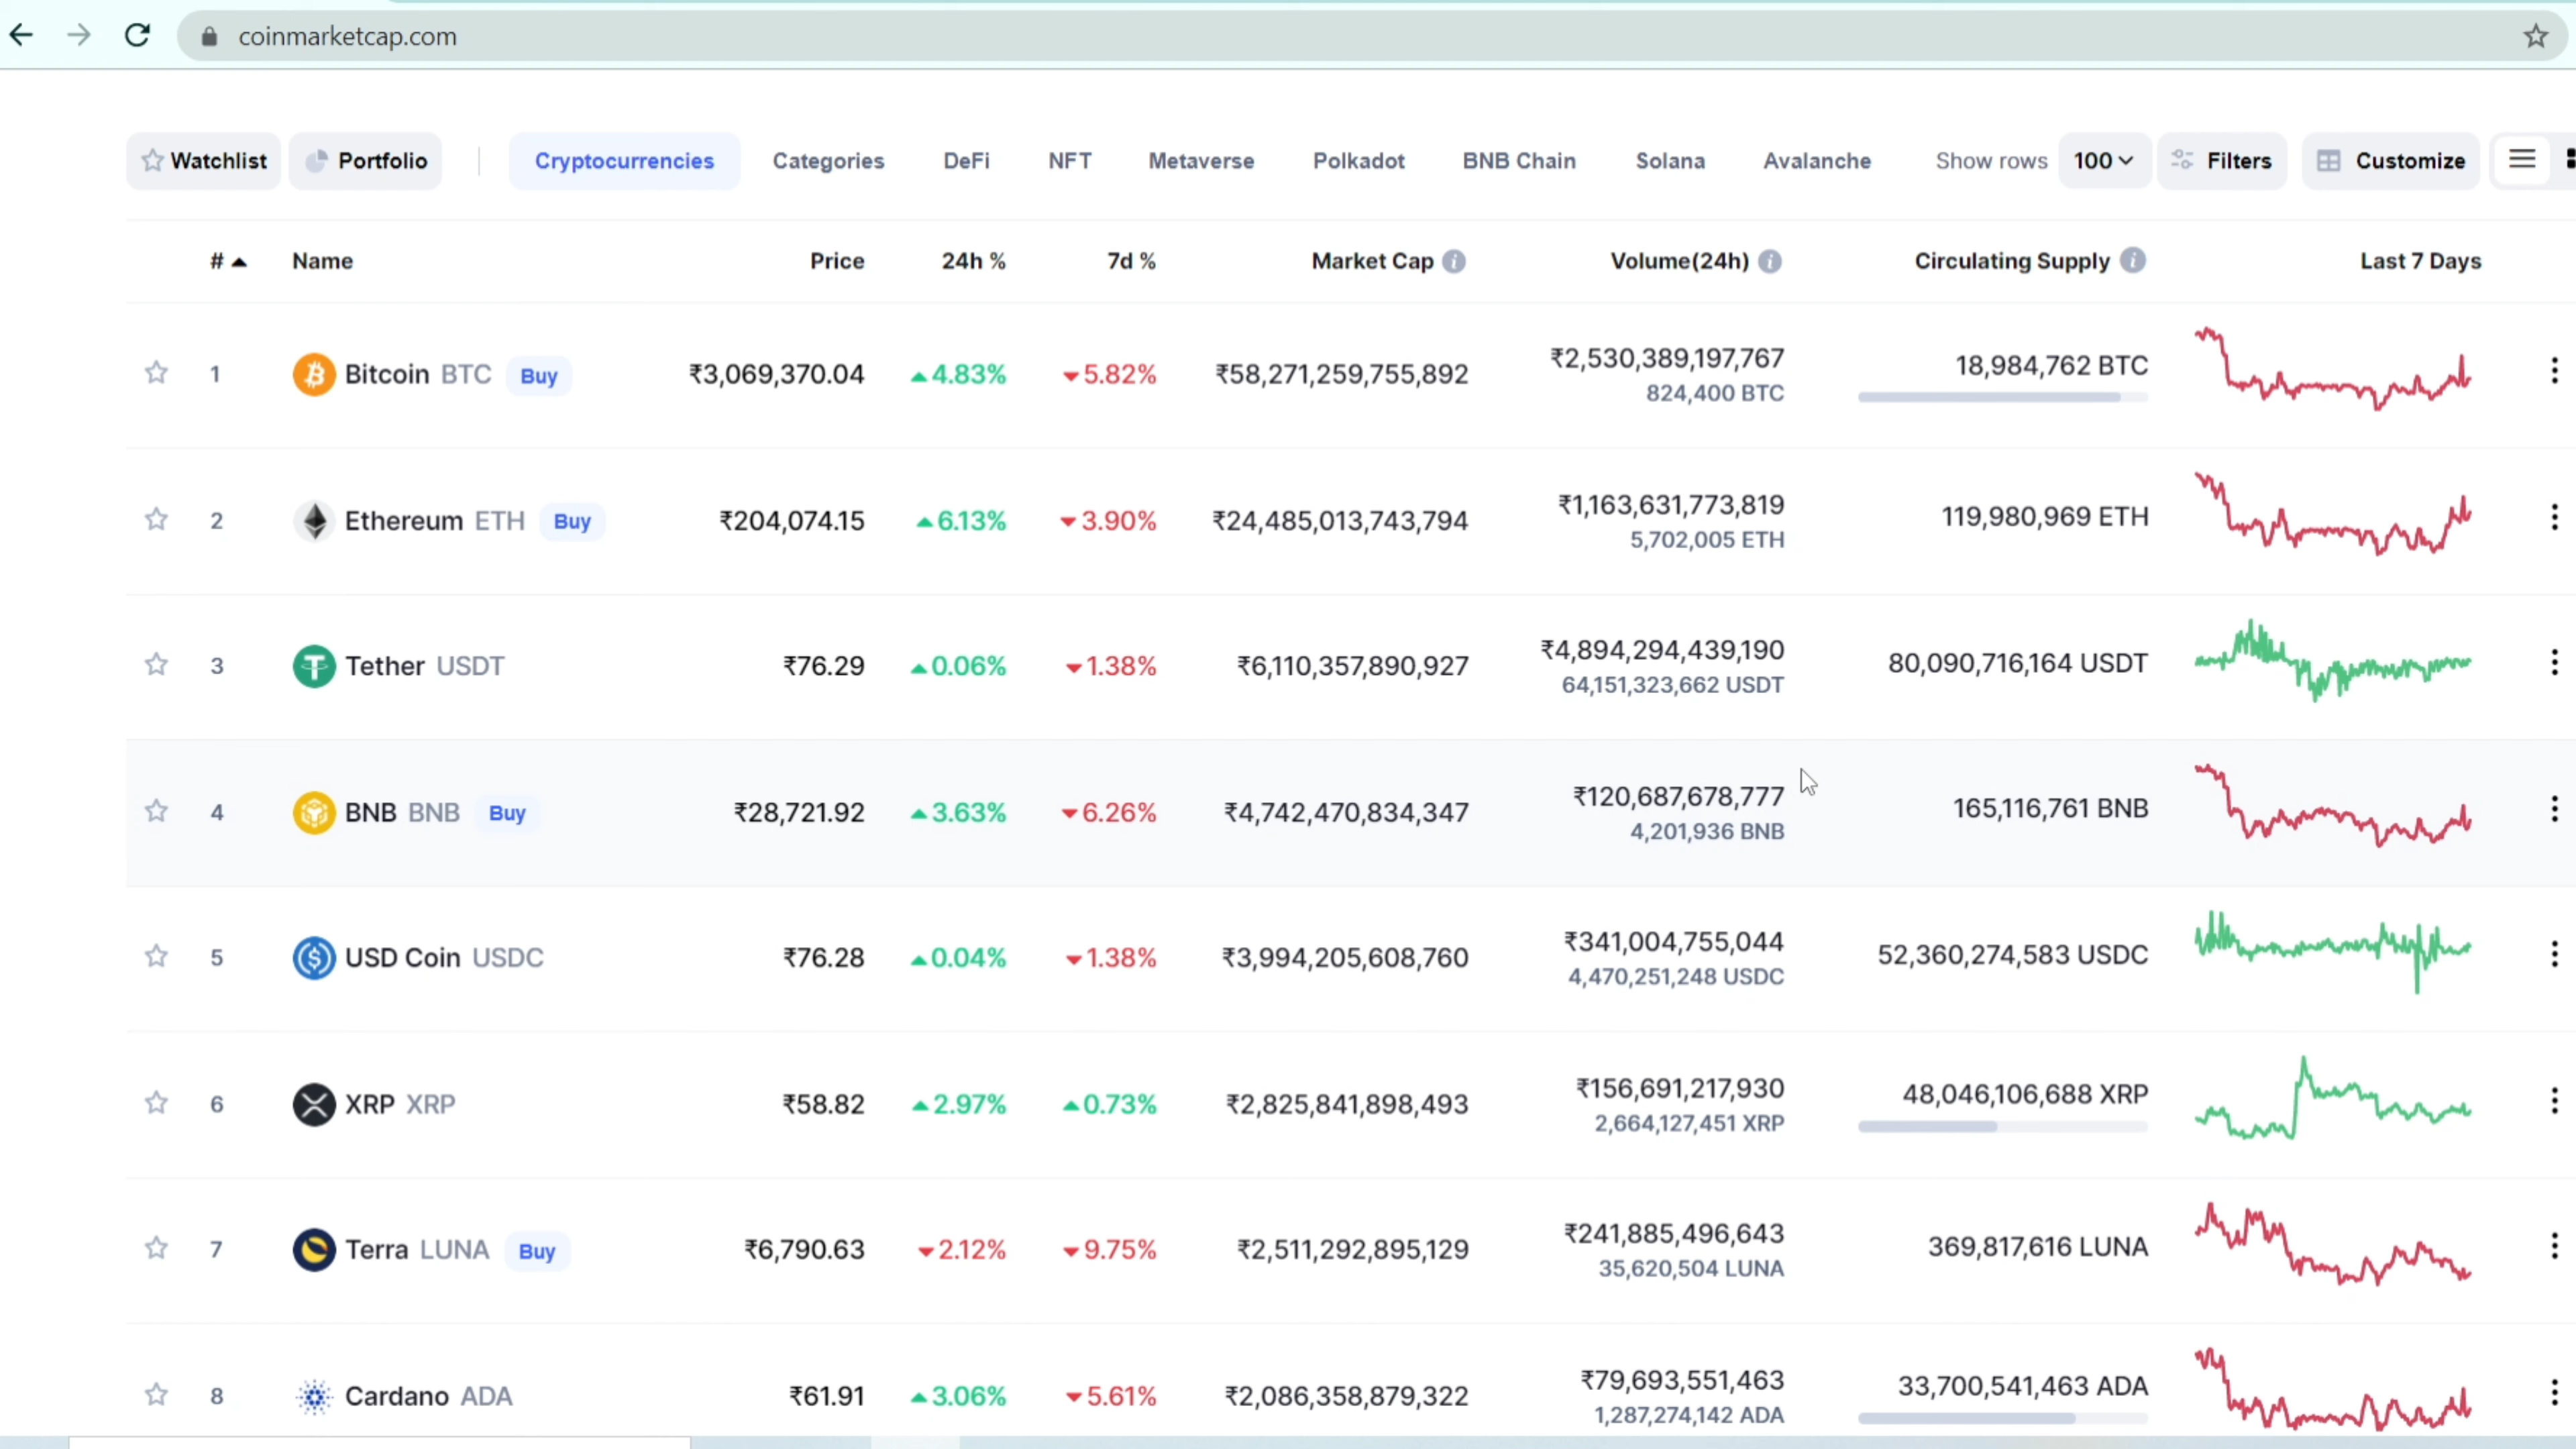 coinmarketcap.com
Watchlist Portfolio Cryptocurrencies Categories DeFi NFT Metaverse Polkadot BNB Chain Solana Avalanche Show rows 100 Filters Customize
# Name Price 24h % 7d % Market Cap Volume(24h) Circulating Supply Last 7 Days
1 Bitcoin BTC Buy ₹3,069,370.04 4.83% 5.82% ₹58,271,259,755,892 ₹2,530,389,197,767 18,984,762 BTC
824,400 BTC
2 Ethereum ETH Buy ₹204,074.15 6.13% 3.90% ₹24,485,013,743,794 ₹1,163,631,773,819 119,980,969 ETH
5,702,005 ETH
3 Tether USDT ₹76.29 0.06% 1.38% ₹6,110,357,890,927 ₹4,894,294,439,190 80,090,716,164 USDT
64,151,323,662 USDT
4 BNB BNB Buy ₹28,721.92 3.63% 6.26% ₹4,742,470,834,347 ₹120,687,678,777 165,116,761 BNB
4,201,936 BNB
5 USD Coin USDC ₹76.28 0.04% 1.38% ₹3,994,205,608,760 ₹341,004,755,044 52,360,274,583 USDC
4,470,251,248 USDC
6 XRP XRP ₹58.82 2.97% 0.73% ₹2,825,841,898,493 ₹156,691,217,930 48,046,106,688 XRP
2,664,127,451 XRP
7 Terra LUNA Buy ₹6,790.63 2.12% 9.75% ₹2,511,292,895,129 ₹241,885,496,643 369,817,616 LUNA
35,620,504 LUNA
8 Cardano ADA ₹61.91 3.06% 5.61% ₹2,086,358,879,322 ₹79,693,551,463 33,700,541,463 ADA
1,287,274,142 ADA